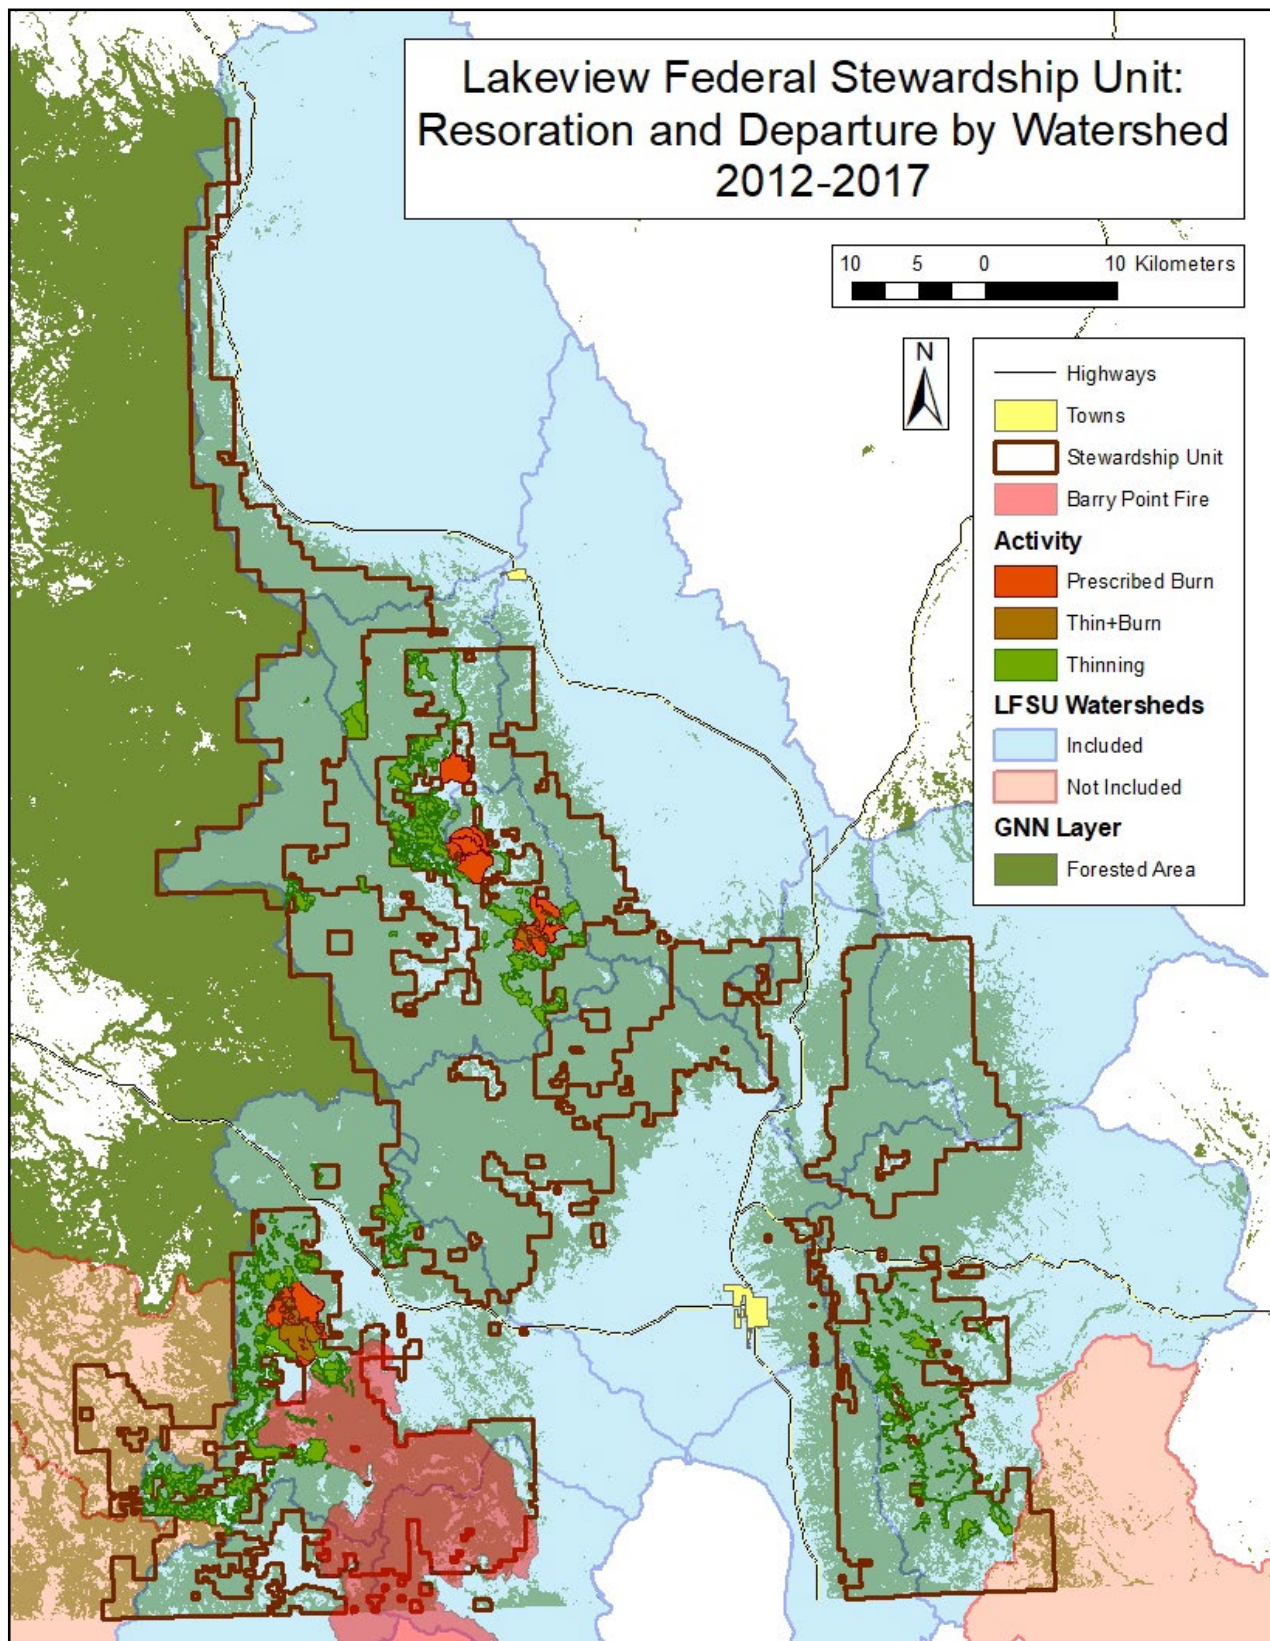 Lakeview Federal Stewardship Unit:
Resoration and Departure by Watershed
2012-2017
10 5 0 10 Kilometers
N
Highways
Towns
Stewardship Unit
Barry Point Fire
Activity
Prescribed Burn
Thin+Burn
Thinning
LFSU Watersheds
Included
Not Included
GNN Layer
Forested Area